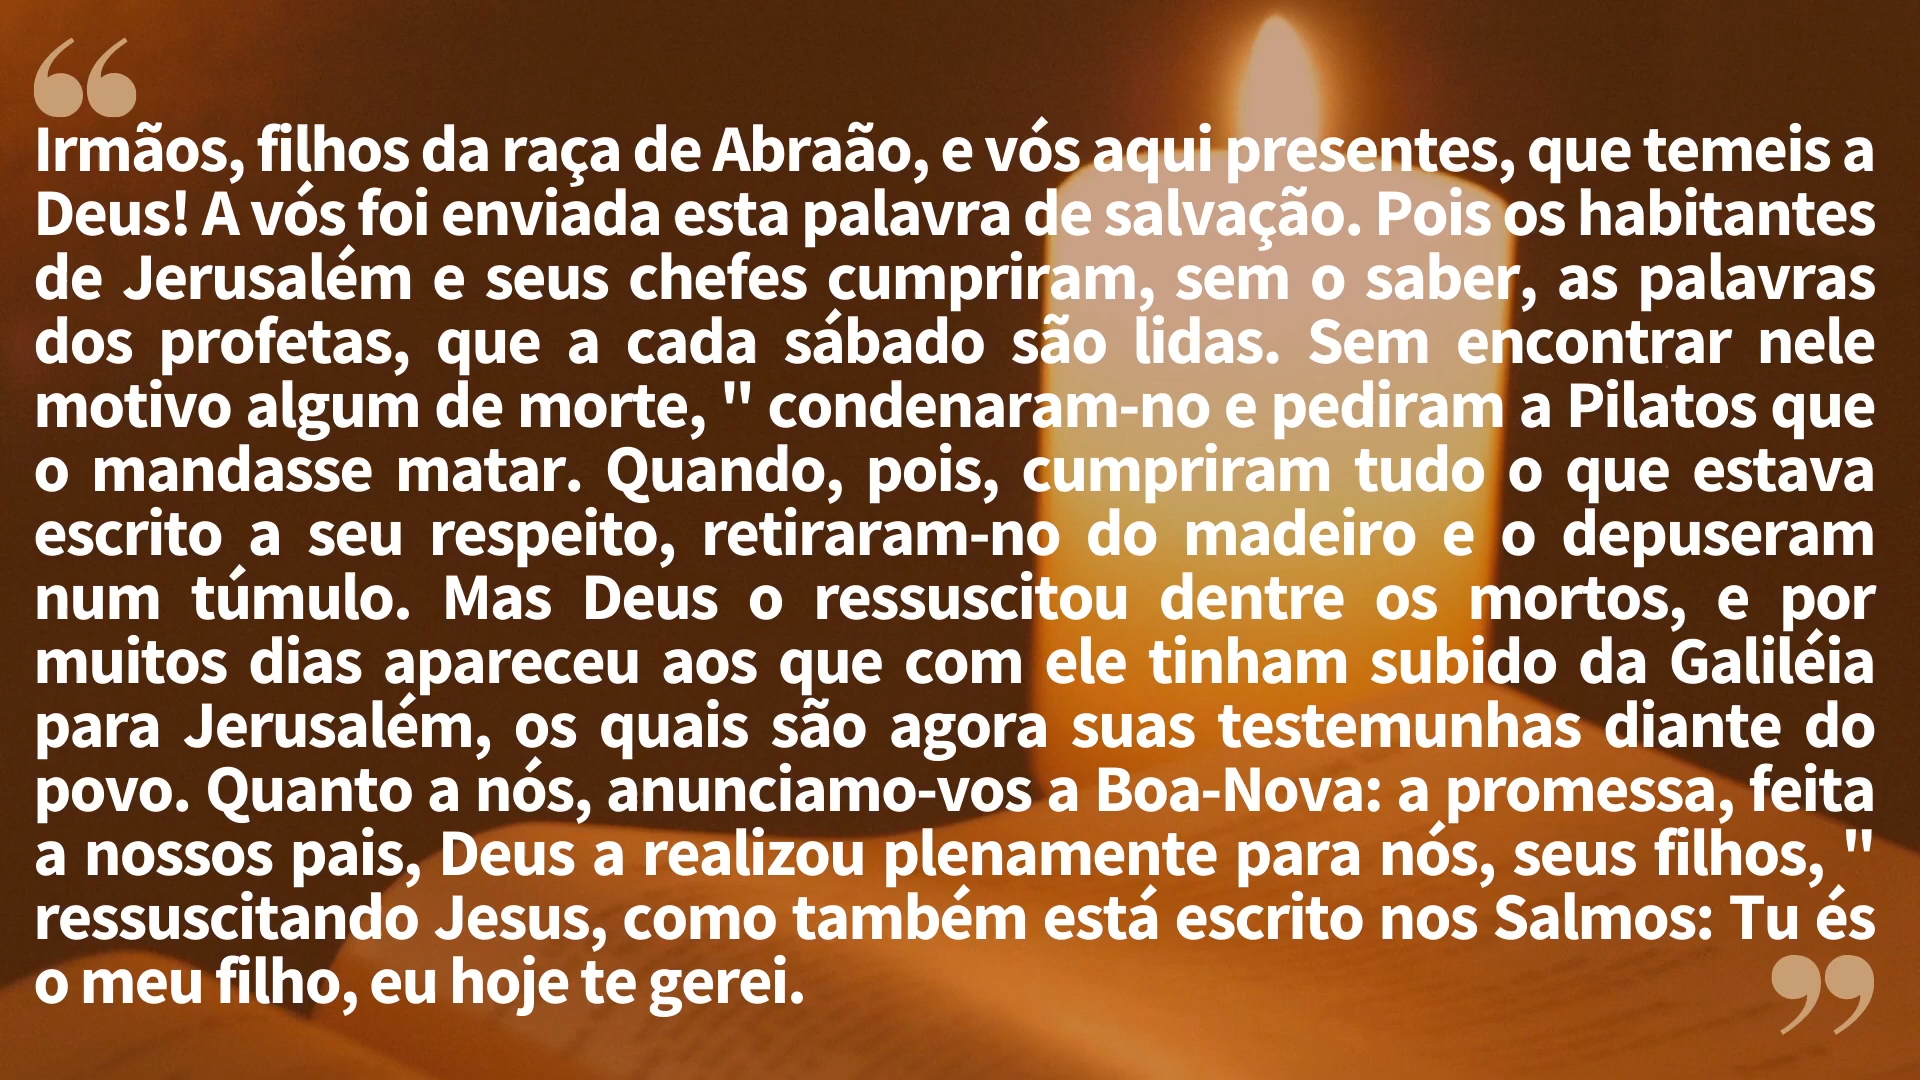 “
Irmãos, filhos da raça de Abraão, e vós aqui presentes, que temeis a
Deus! A vós foi enviada esta palavra de salvação. Pois os habitantes
de Jerusalém e seus chefes cumpriram, sem o saber, as palavras
dos profetas, que a cada sábado são lidas. Sem encontrar nele
motivo algum de morte, " condenaram-no e pediram a Pilatos que
o mandasse matar. Quando, pois, cumpriram tudo o que estava
escrito a seu respeito, retiraram-no do madeiro e o depuseram
num túmulo. Mas Deus o ressuscitou dentre os mortos, e por
muitos dias apareceu aos que com ele tinham subido da Galiléia
para Jerusalém, os quais são agora suas testemunhas diante do
povo. Quanto a nós, anunciamo-vos a Boa-Nova: a promessa, feita
a nossos pais, Deus a realizou plenamente para nós, seus filhos, "
ressuscitando Jesus, como também está escrito nos Salmos: Tu és
o meu filho, eu hoje te gerei.
”